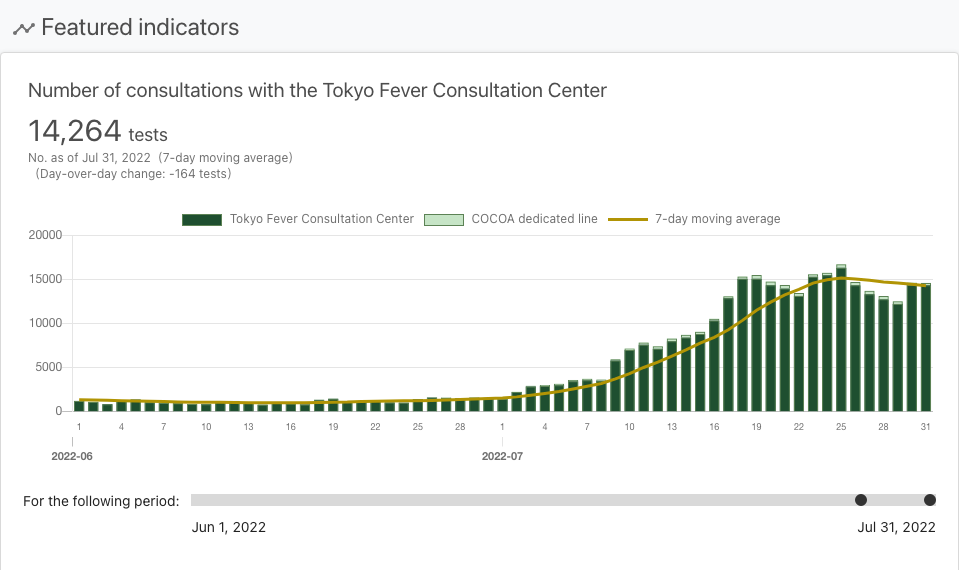 Featured indicators
Number of consultations with the Tokyo Fever Consultation Center
14,264 tests
No. as of Jul 31, 2022 (7-day moving average)
(Day-over-day change: -164 tests)
Tokyo Fever Consultation Center COCOA dedicated line 7-day moving average
20000
15000
10000
5000
0
1 4 7 10 13 16 19 22 25 28 1 4 7 10 13 16 19 22 25 28 31
2022-06 2022-07
For the following period:
Jun 1, 2022 Jul 31, 2022